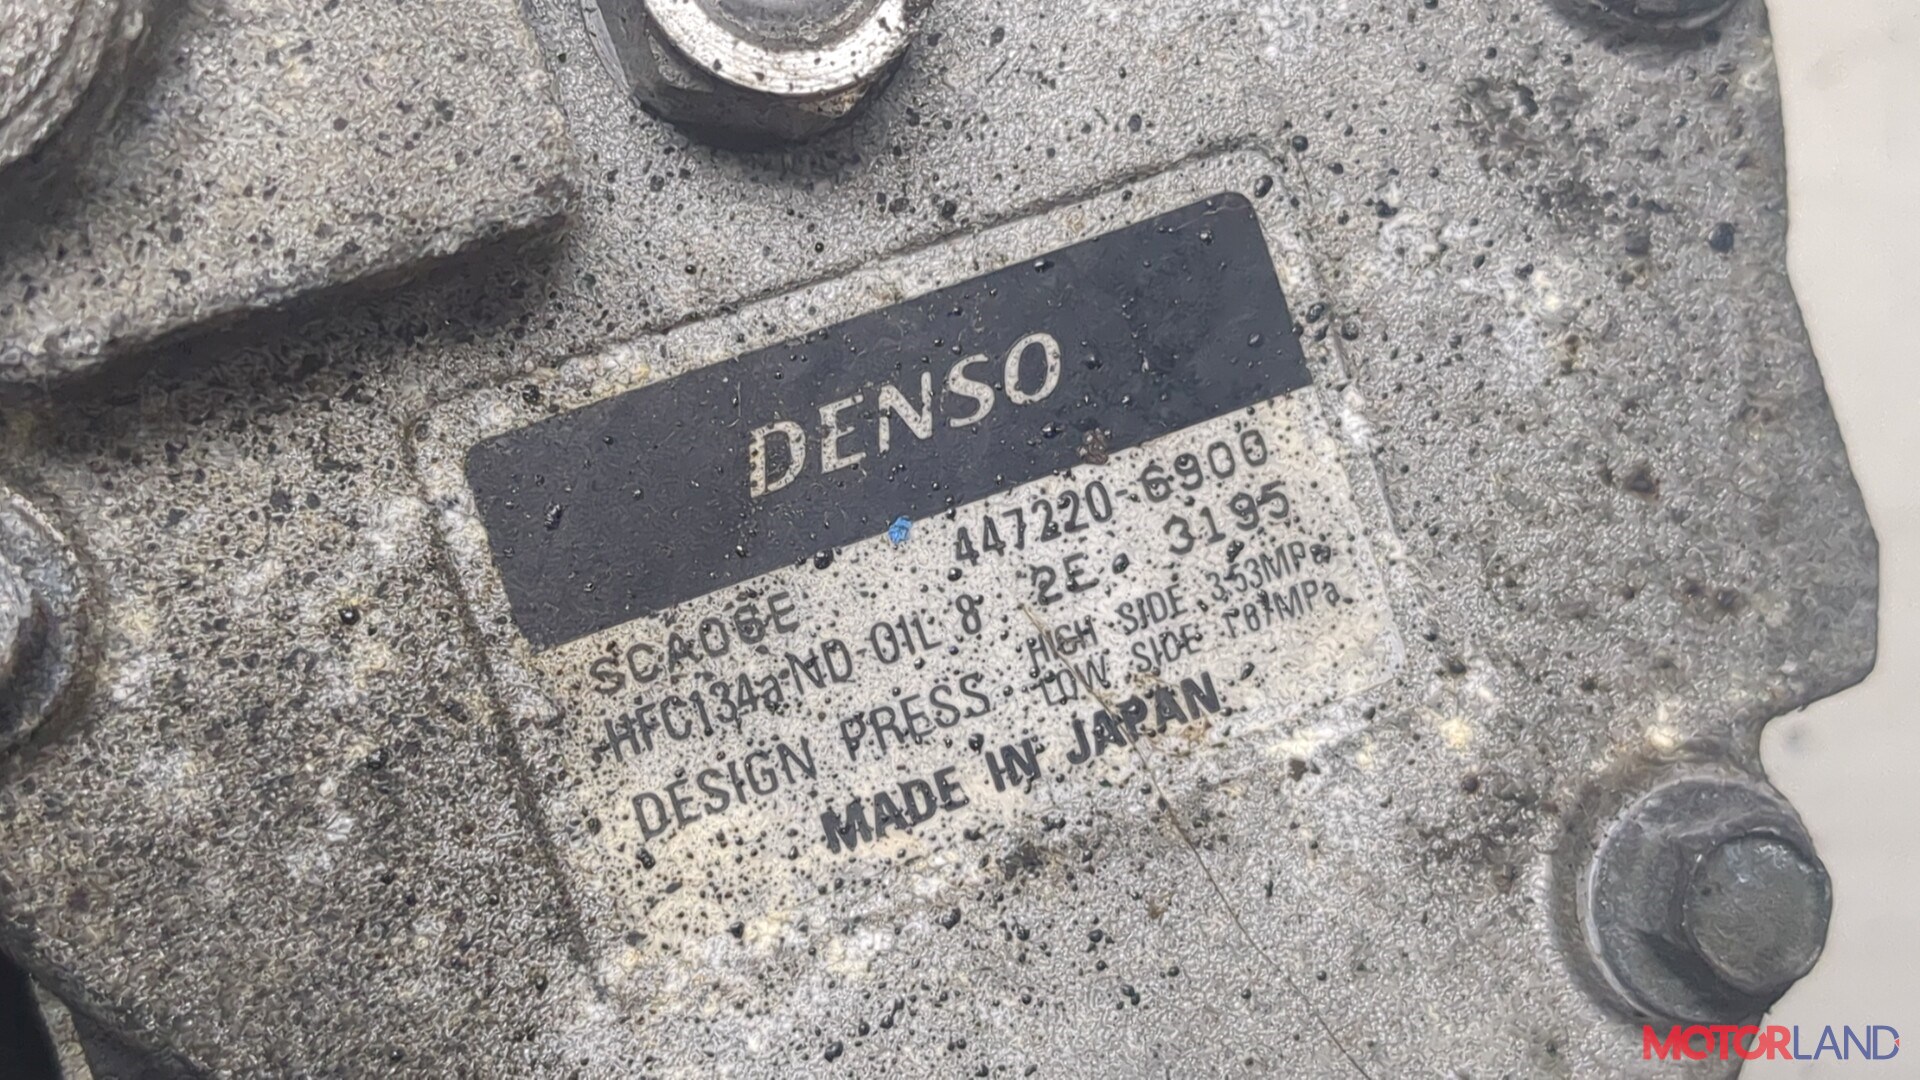 DENSO
447220-6900
SCA06E 2E 3195
HFC134a ND-OIL 8
DESIGN PRESS HIGH SIDE 3.53MPa
LOW SIDE 1.67MPa
MADE IN JAPAN
MOTORLAND